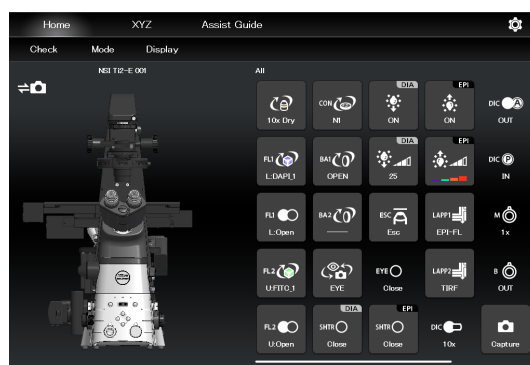 Home XYZ Assist Guide
Check Mode Display
NSI Ti2-E 001
All
DIA EPI
CON DIC A
10x Dry N1 ON ON OUT
DIA EPI
FL1 BA1 DIC P
L:DAPI_1 OPEN 25 IN
FL1 BA2 ESC LAPP1 M
L:Open Esc EPI-FL 1x
FL2 EYE LAPP2 B
U:FITC_1 EYE Close TIRF OUT
DIA EPI
FL2 SHTR SHTR DIC
U:Open Close Close 10x Capture